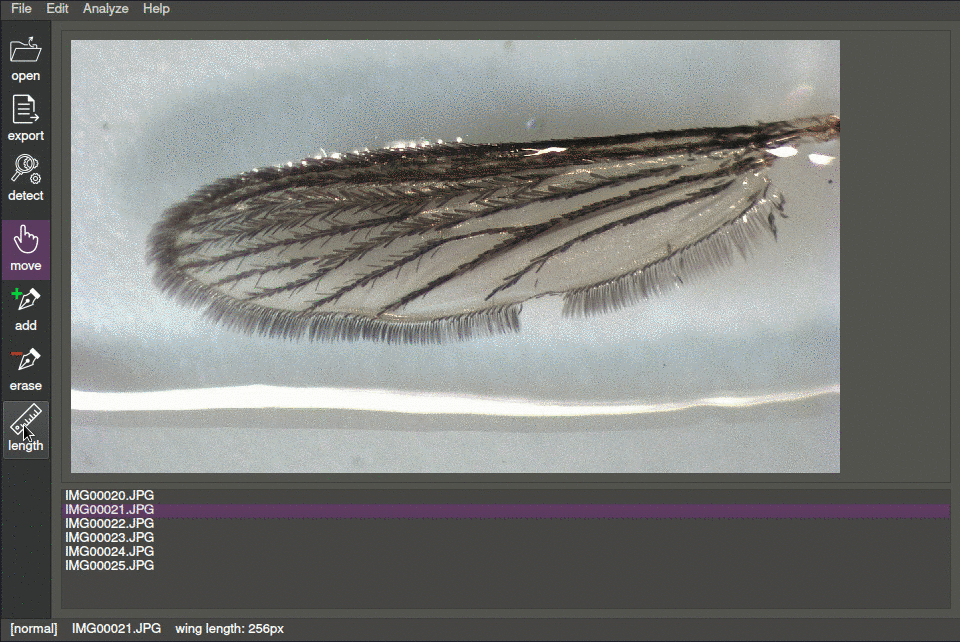 File Edit Analyze Help
open
export
detect
move
add
erase
length
IMG00020.JPG
IMG00021.JPG
IMG00022.JPG
IMG00023.JPG
IMG00024.JPG
IMG00025.JPG
[normal] IMG00021.JPG wing length: 256px